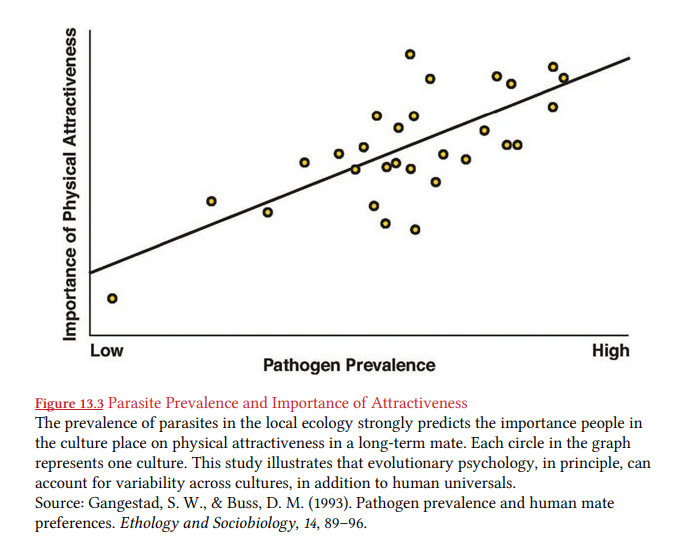 Importance of Physical Attractiveness
Low
High
Pathogen Prevalence
Figure 13.3 Parasite Prevalence and Importance of Attractiveness
The prevalence of parasites in the local ecology strongly predicts the importance people in
the culture place on physical attractiveness in a long-term mate. Each circle in the graph
represents one culture. This study illustrates that evolutionary psychology, in principle, can
account for variability across cultures, in addition to human universals.
Source: Gangestad, S. W., & Buss, D. M. (1993). Pathogen prevalence and human mate
preferences. Ethology and Sociobiology, 14, 89–96.